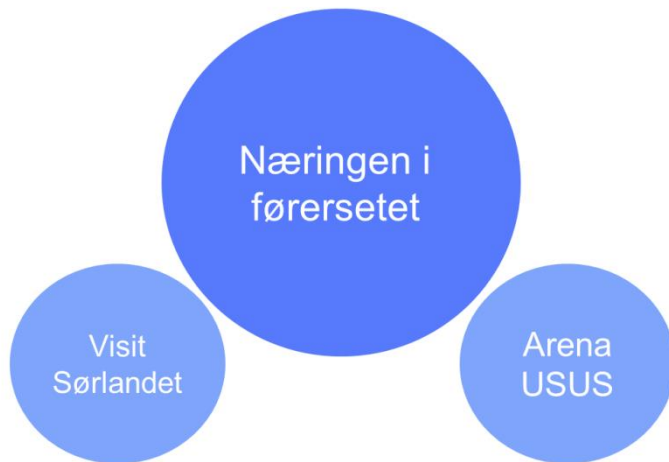 Næringen i
førersetet
Visit
Sørlandet
Arena
USUS